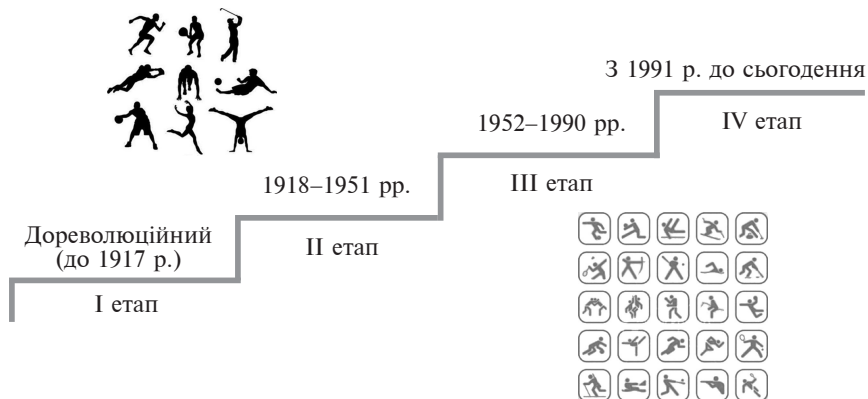 З 1991 р. до сьогодення
IV етап
1952–1990 рр.
III етап
1918–1951 рр.
II етап
Дореволюційний
(до 1917 р.)
I етап